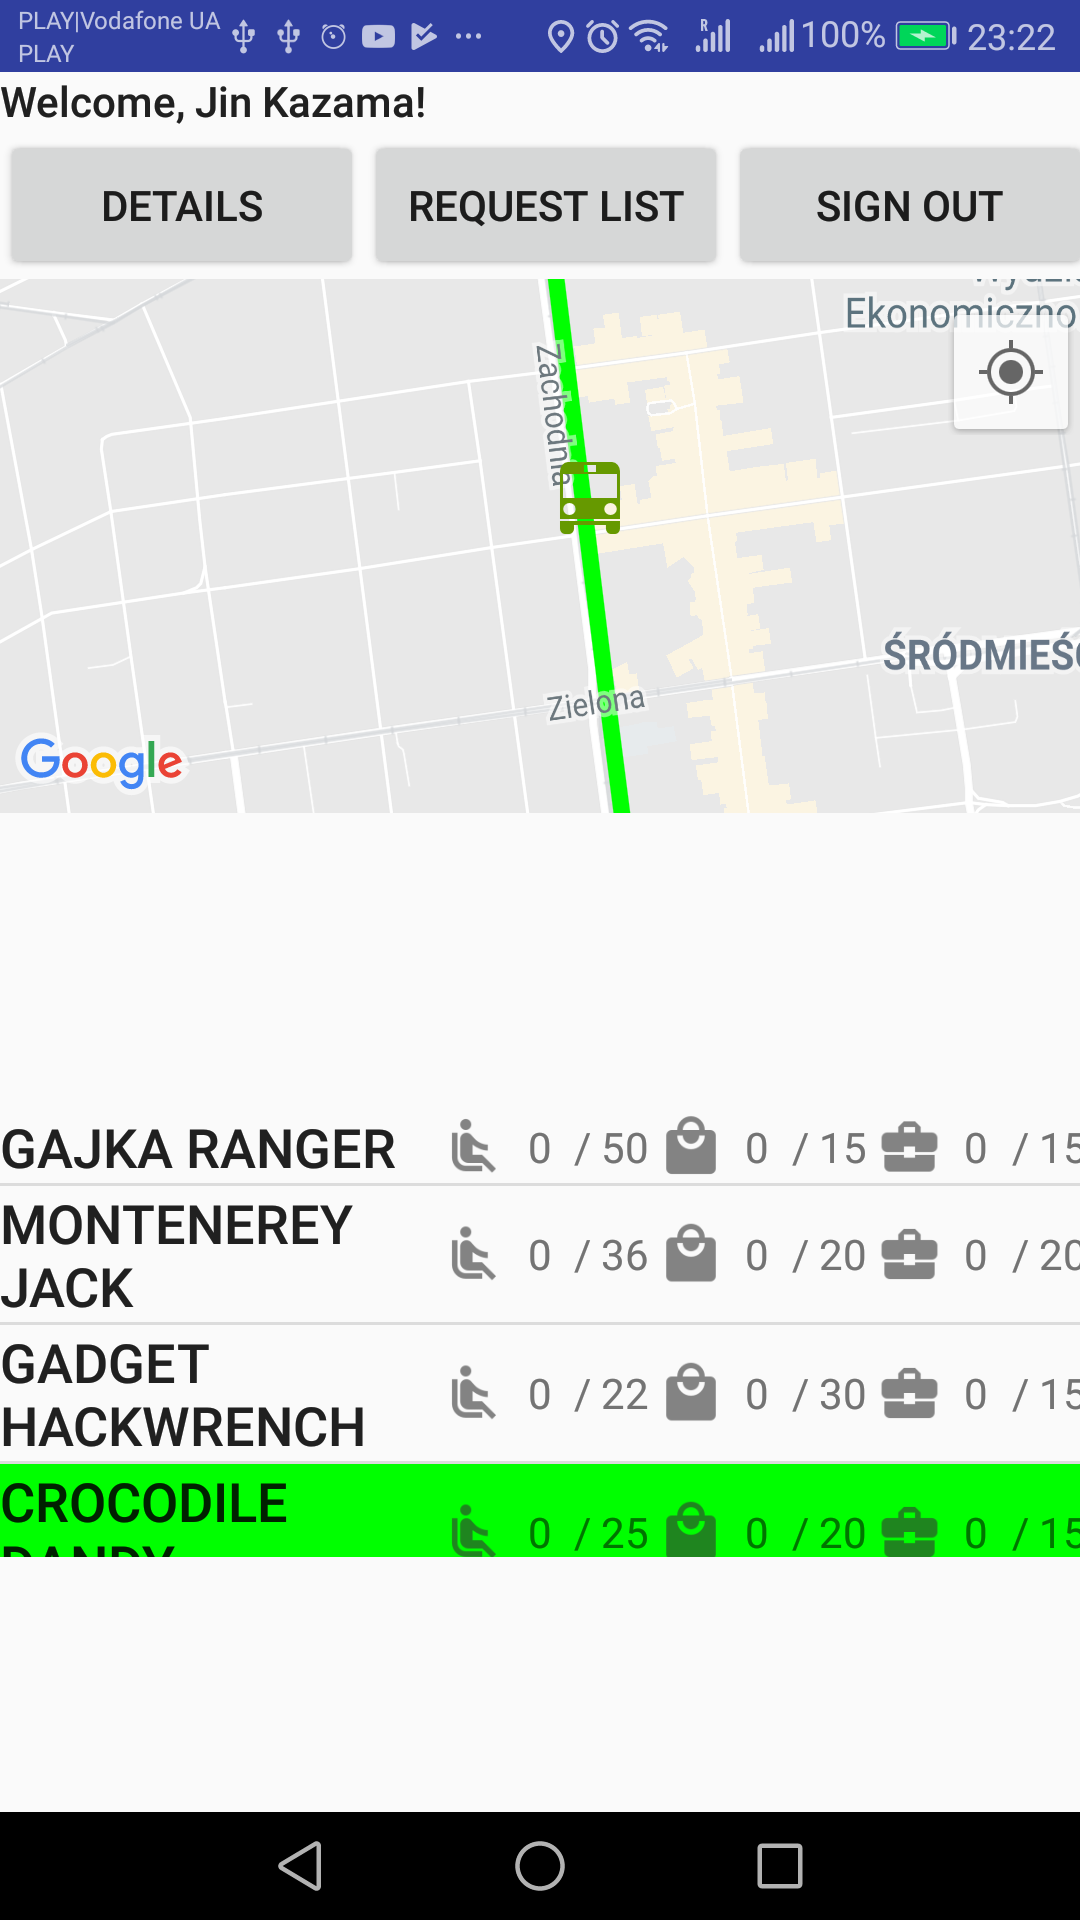 PLAY|Vodafone UA
PLAY
R
100%
23:22
Welcome, Jin Kazama!
DETAILS
REQUEST LIST
SIGN OUT
Ekonomiczno
Zachodnia
ŚRÓDMIEŚ
Zielona
Google
GAJKA RANGER 0 / 50 0 / 15 0 / 15
MONTENEREY
JACK
0 / 36 0 / 20 0 / 20
GADGET
HACKWRENCH
0 / 22 0 / 30 0 / 15
CROCODILE
DANDY
0 / 25 0 / 20 0 / 15